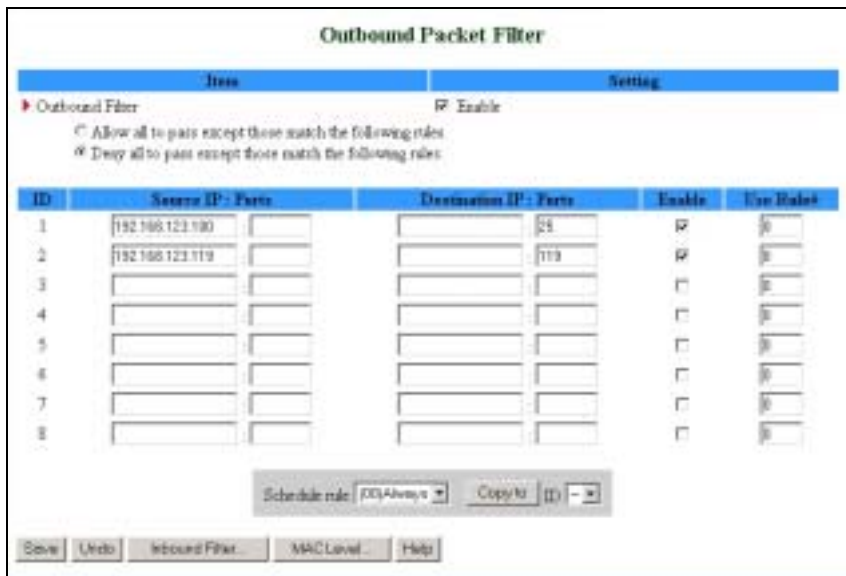 Outbound Packet Filter
Item Setting
Outbound Filter Enable
Allow all to pass except those match the following rules
Deny all to pass except those match the following rules
ID Source IP : Ports Destination IP : Ports Enable Use Rule#
1 192.168.123.100 : : 25 0
2 192.168.123.119 : : 119 0
3 : : 0
4 : : 0
5 : : 0
6 : : 0
7 : : 0
8 : : 0
Schedule rule (00)Always Copy to ID --
Save Undo Inbound Filter... MAC Level... Help